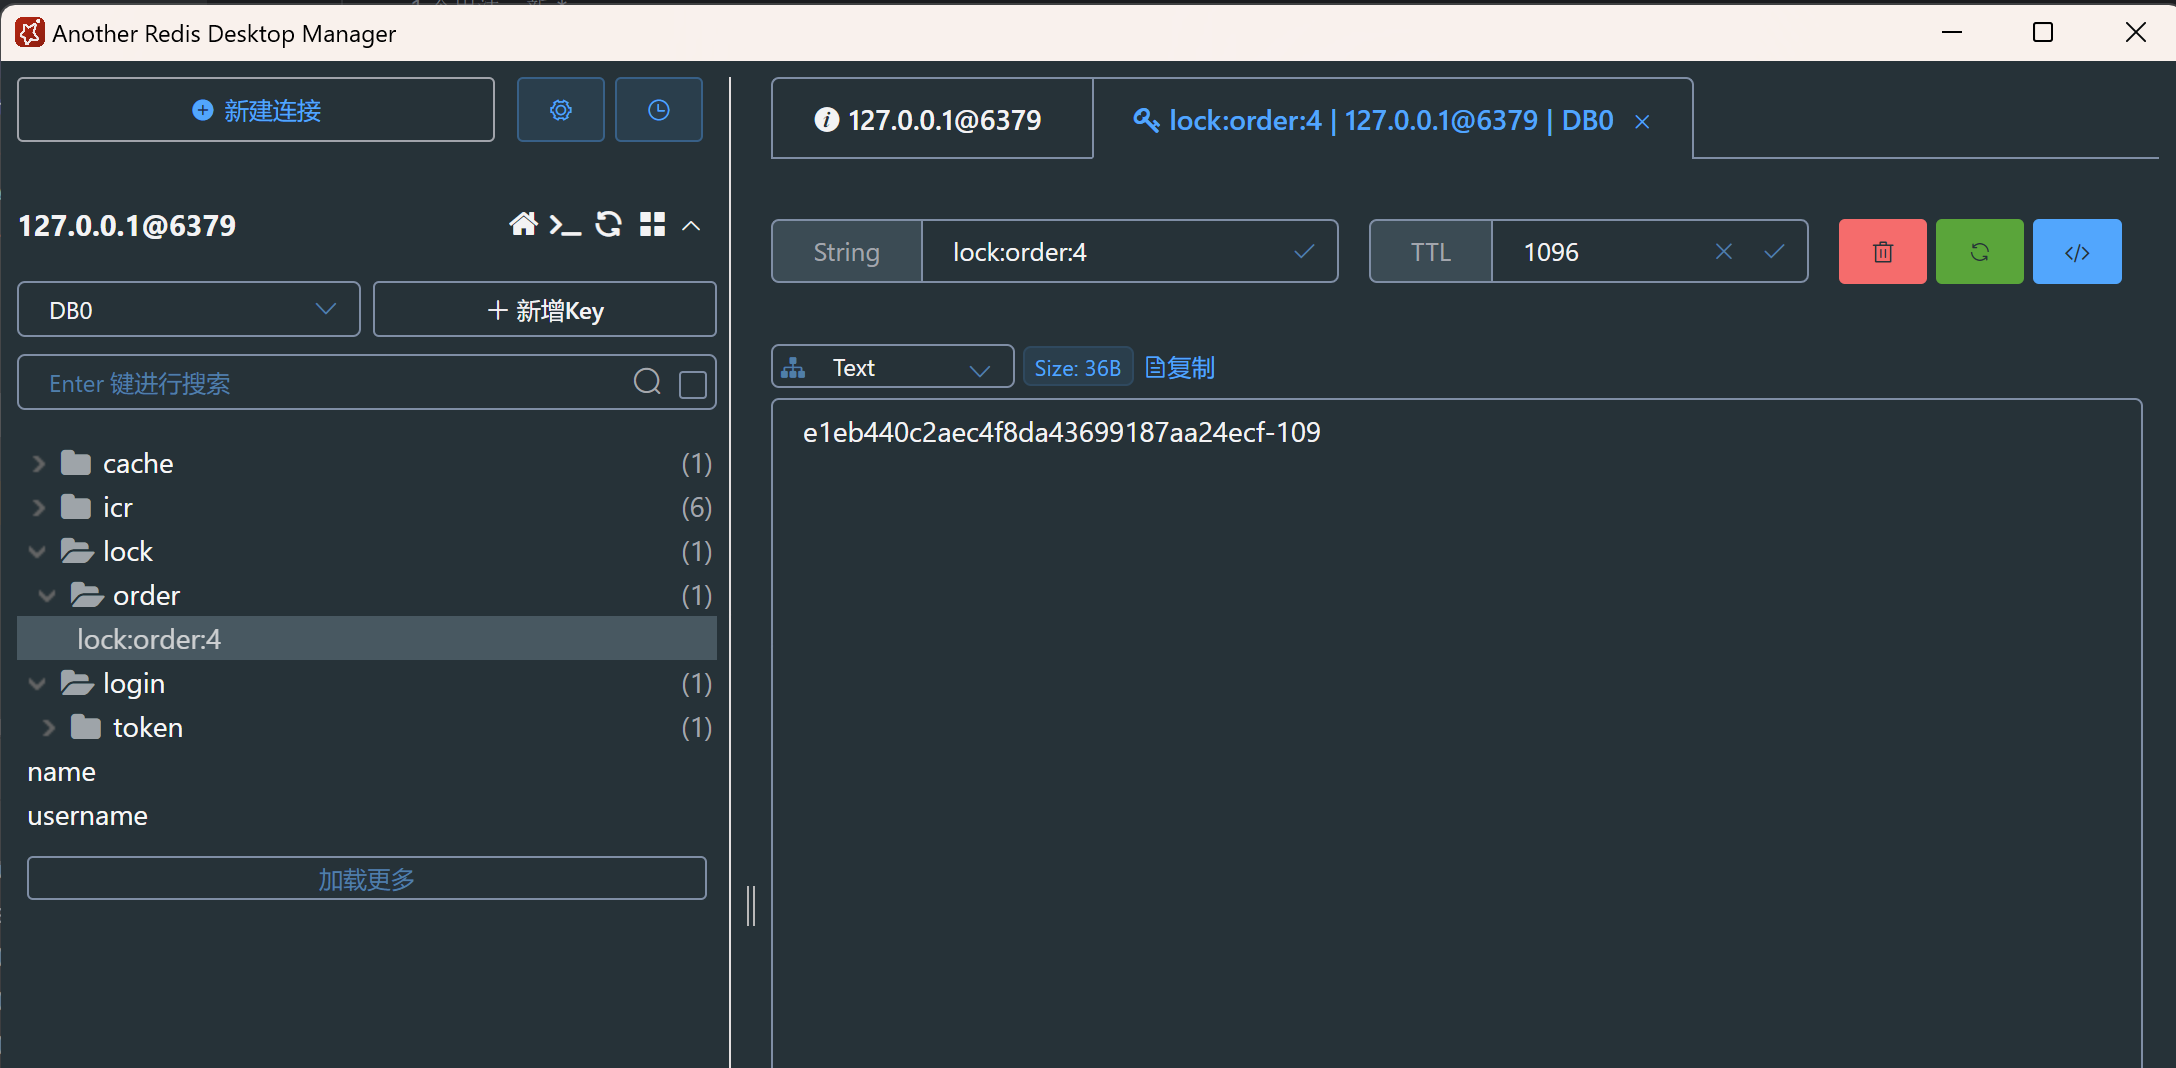 Another Redis Desktop Manager
新建连接
127.0.0.1@6379
DB0
新增Key
Enter 键进行搜索
cache (1)
icr (6)
lock (1)
order (1)
lock:order:4
login (1)
token (1)
name
username
加载更多
127.0.0.1@6379
lock:order:4 | 127.0.0.1@6379 | DB0
String lock:order:4
TTL 1096
Text Size: 36B 复制
e1eb440c2aec4f8da43699187aa24ecf-109